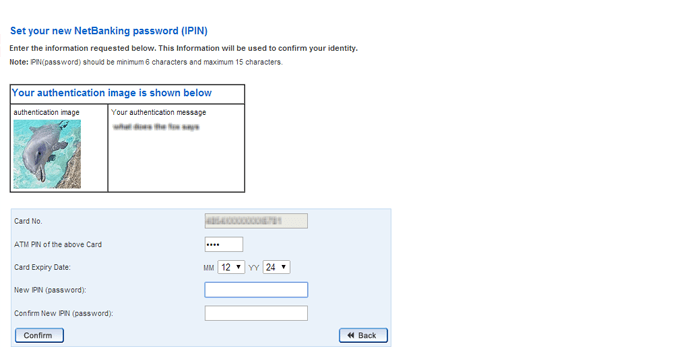 Set your new NetBanking password (IPIN)
Enter the information requested below. This Information will be used to confirm your identity.
Note: IPIN(password) should be minimum 6 characters and maximum 15 characters.
Your authentication image is shown below
authentication image
Your authentication message
what does the fox says
Card No.
ATM PIN of the above Card
••••
Card Expiry Date:
MM 12 YY 24
New IPIN (password):
Confirm New IPIN (password):
Confirm
Back